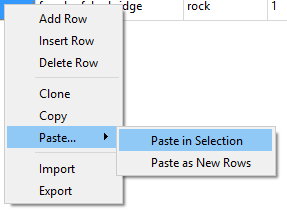 rock 1
Add Row
Insert Row
Delete Row
Clone
Copy
Paste...
Paste in Selection
Paste as New Rows
Import
Export